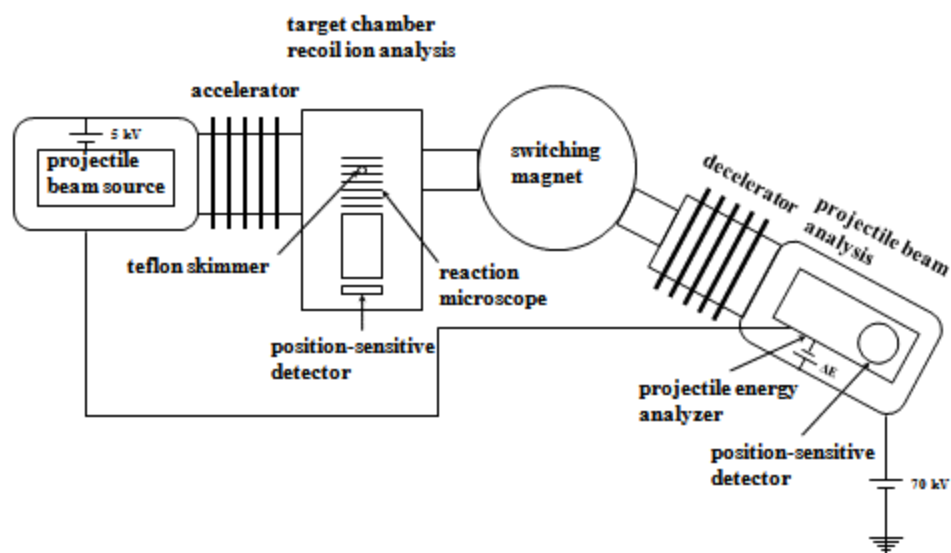 target chamber
recoil ion analysis
accelerator
5 kV
projectile
beam source
switching
magnet
decelerator
projectile beam
analysis
teflon skimmer
reaction
microscope
position-sensitive
detector
ΔE
projectile energy
analyzer
position-sensitive
detector
70 kV